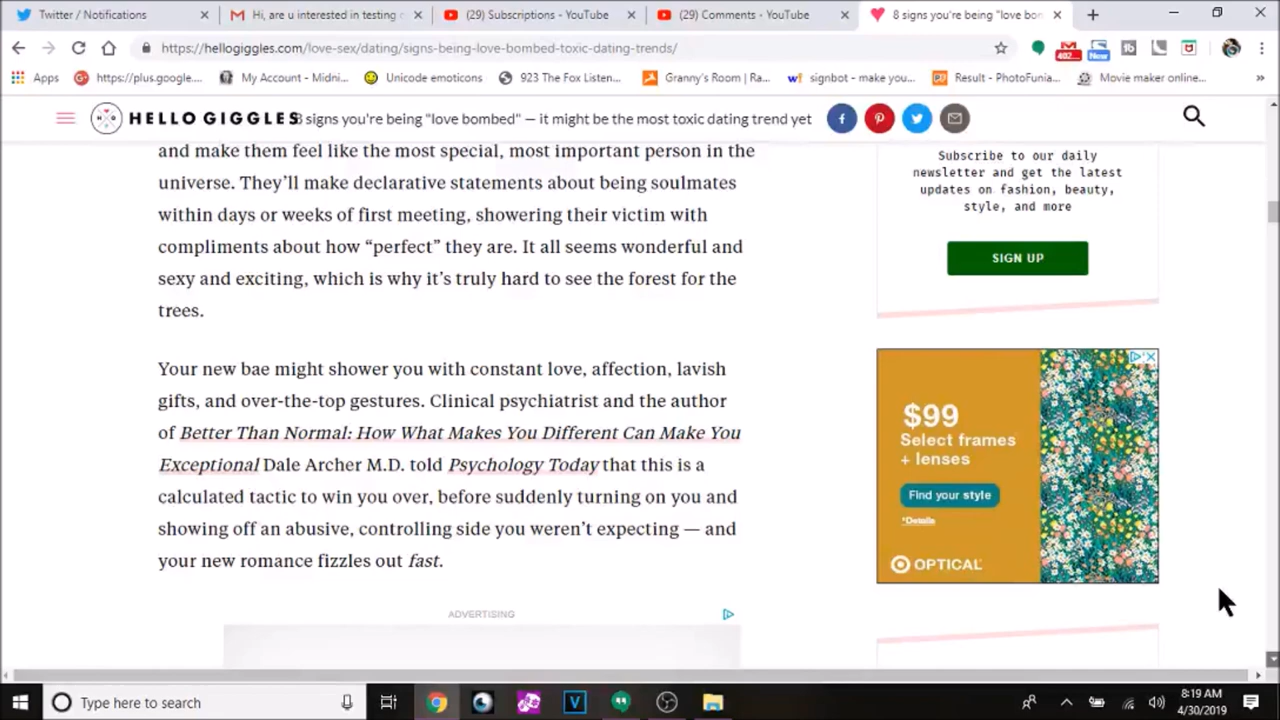 Twitter / Notifications
Hi, are u interested in testing
(29) Subscriptions - YouTube
(29) Comments - YouTube
8 signs you're being "love bon
https://hellogiggles.com/love-sex/dating/signs-being-love-bombed-toxic-dating-trends/
402
New
Apps
https://plus.google....
My Account - Midni...
Unicode emoticons
923 The Fox Listen...
Granny's Room | Ra...
signbot - make you...
Result - PhotoFunia...
Movie maker online...
HELLO GIGGLES
8 signs you're being "love bombed" — it might be the most toxic dating trend yet
and make them feel like the most special, most important person in the
universe. They’ll make declarative statements about being soulmates
within days or weeks of first meeting, showering their victim with
compliments about how “perfect” they are. It all seems wonderful and
sexy and exciting, which is why it’s truly hard to see the forest for the
trees.
Your new bae might shower you with constant love, affection, lavish
gifts, and over-the-top gestures. Clinical psychiatrist and the author
of Better Than Normal: How What Makes You Different Can Make You
Exceptional Dale Archer M.D. told Psychology Today that this is a
calculated tactic to win you over, before suddenly turning on you and
showing off an abusive, controlling side you weren’t expecting — and
your new romance fizzles out fast.
ADVERTISING
Subscribe to our daily
newsletter and get the latest
updates on fashion, beauty,
style, and more
SIGN UP
$99
Select frames
+ lenses
Find your style
*Details
OPTICAL
Type here to search
8:19 AM
4/30/2019